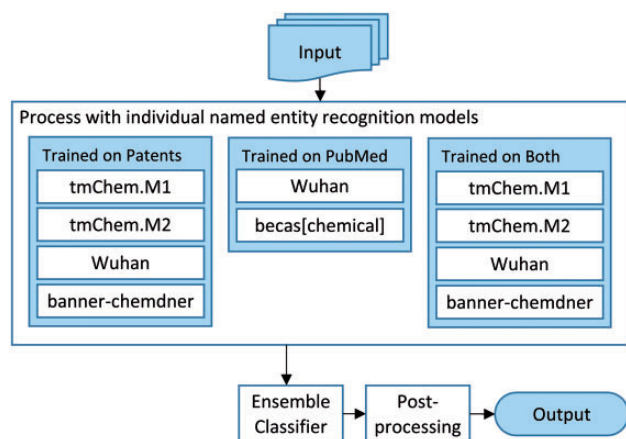 Input
Process with individual named entity recognition models
Trained on Patents
tmChem.M1
tmChem.M2
Wuhan
banner-chemdner
Trained on PubMed
Wuhan
becas[chemical]
Trained on Both
tmChem.M1
tmChem.M2
Wuhan
banner-chemdner
Ensemble
Classifier
Post-
processing
Output